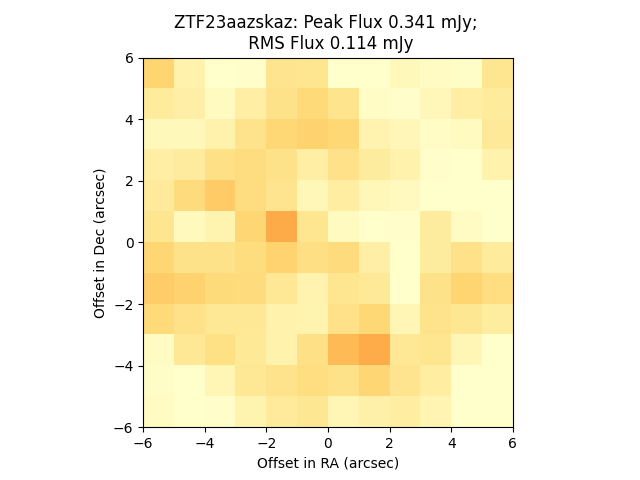 ZTF23aazskaz: Peak Flux 0.341 mJy;
RMS Flux 0.114 mJy
6
4
2
0
−2
−4
−6
Offset in Dec (arcsec)
−6 −4 −2 0 2 4 6
Offset in RA (arcsec)